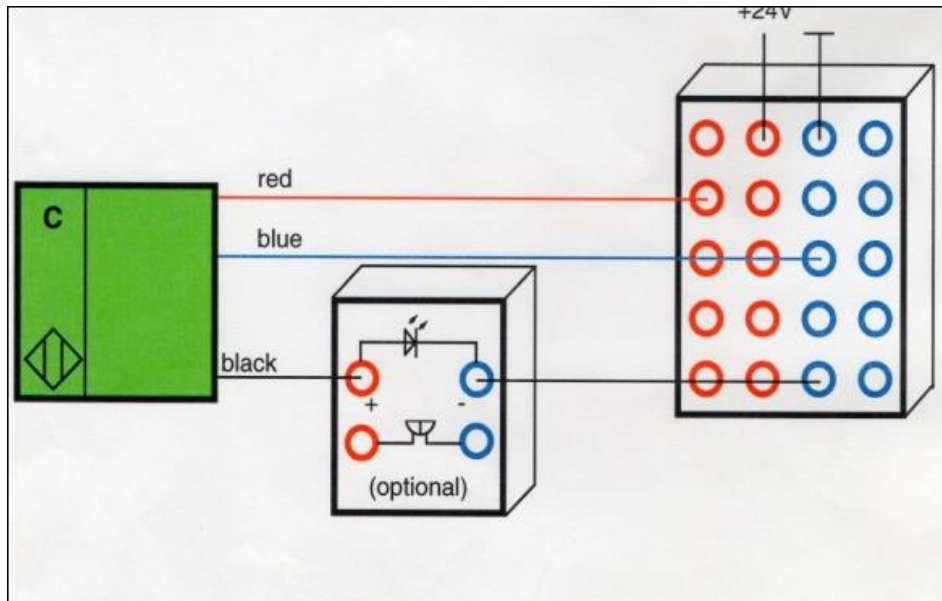 +24V
red
C
blue
black
+ -
(optional)